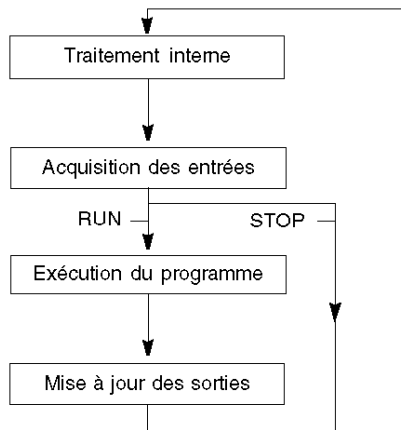 Traitement interne
Acquisition des entrées
RUN
STOP
Exécution du programme
Mise à jour des sorties